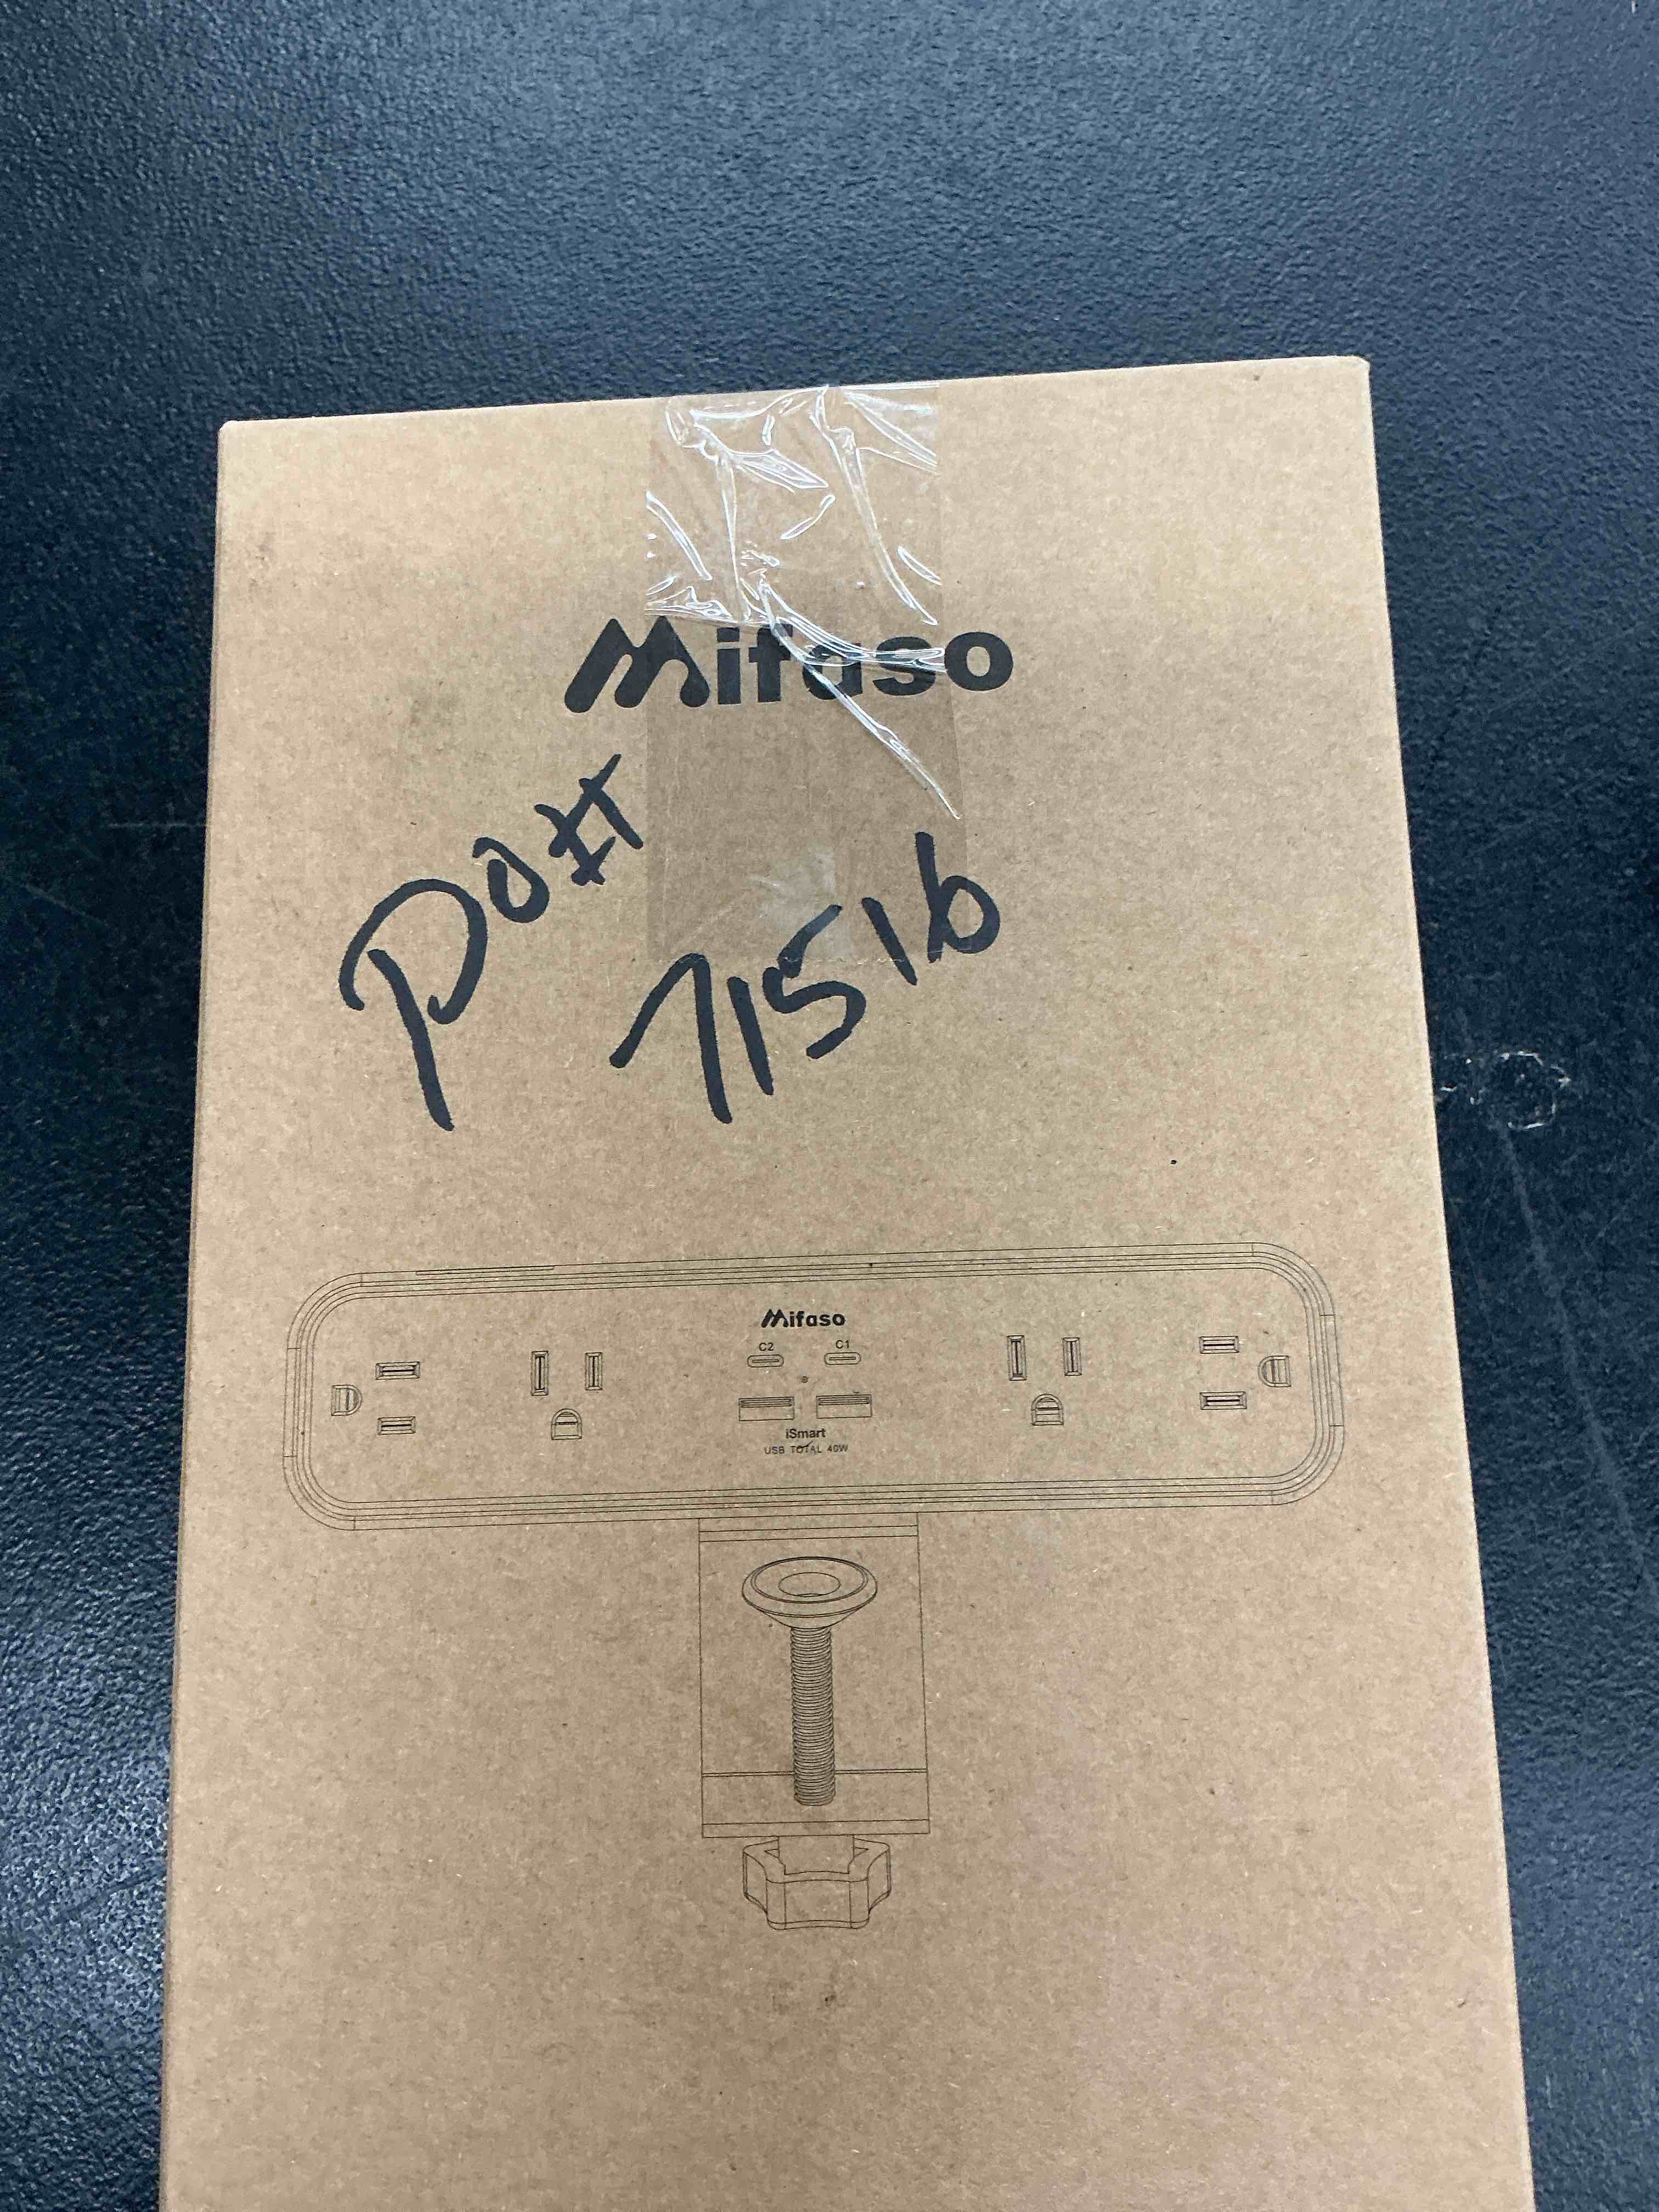 Mifaso
PO#
71516
Mifaso
C2 C1
iSmart
USB TOTAL 40W